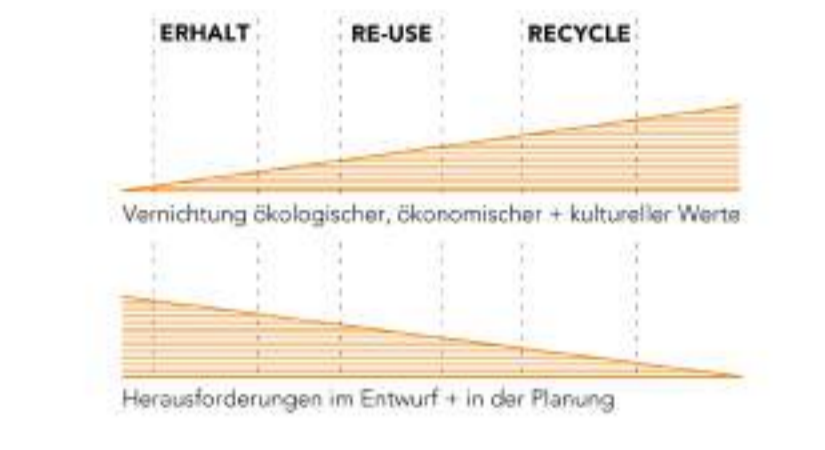 ERHALT RE-USE RECYCLE
Vernichtung ökologischer, ökonomischer + kultureller Werte
Herausforderungen im Entwurf + in der Planung